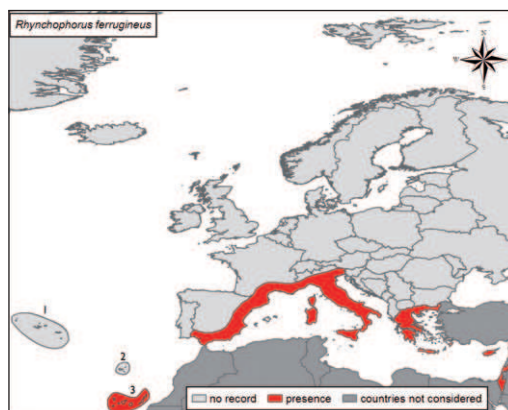 Rhynchophorus ferrugineus
N
W E
S
1
2
3
no record presence countries not considered